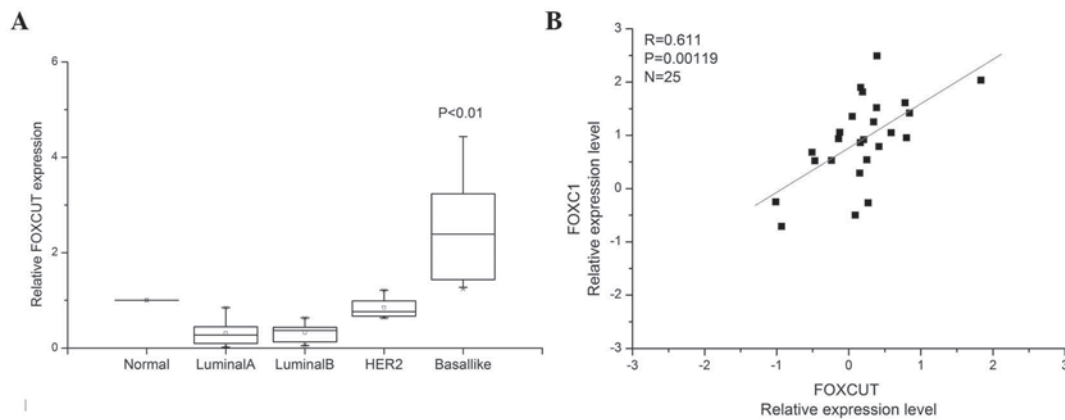 A
Relative FOXCUT expression
6
4
2
0
P<0.01
Normal
LuminalA
LuminalB
HER2
Basallike
B
FOXC1
Relative expression level
3
2
1
0
-1
-2
-3
R=0.611
P=0.00119
N=25
-3
-2
-1
0
1
2
3
FOXCUT
Relative expression level